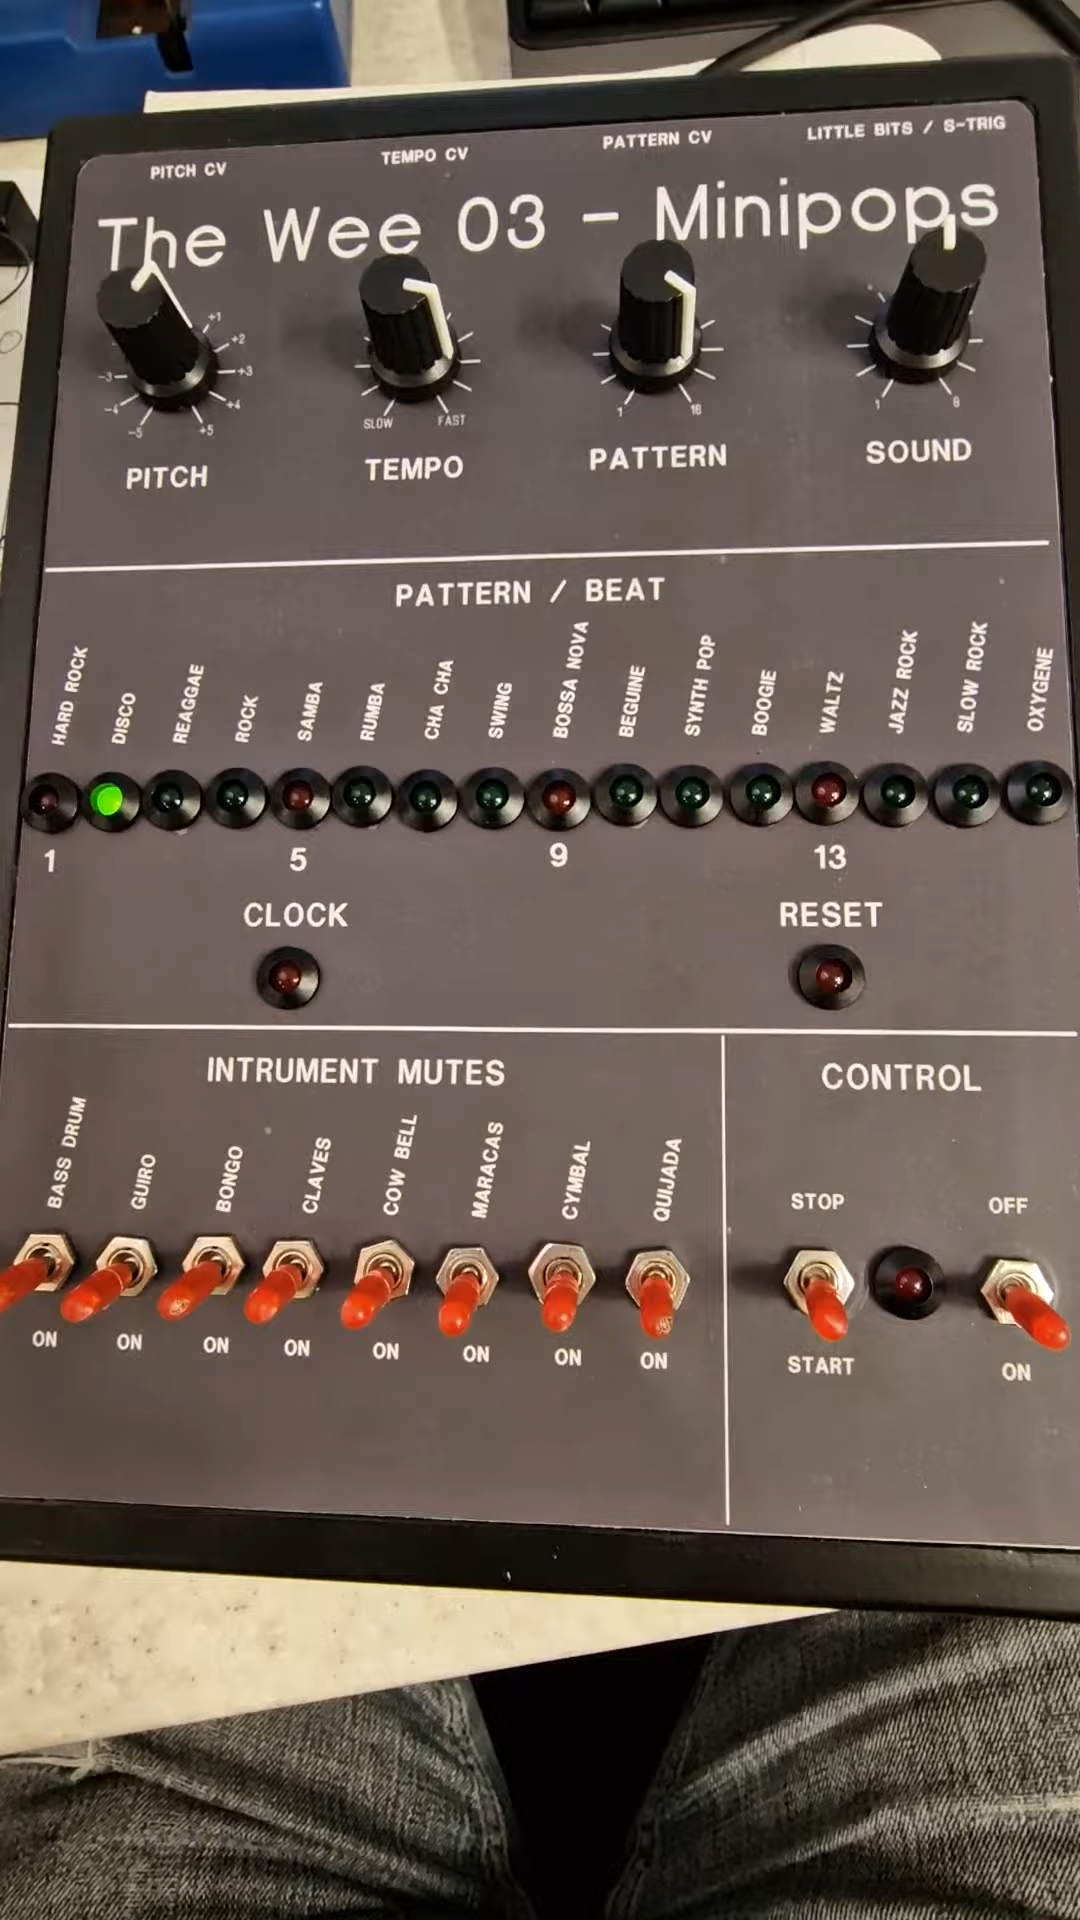 PITCH CV TEMPO CV PATTERN CV LITTLE BITS / S-TRIG
The Wee 03 - Minipops
+1
+2
-3 +3
-4 +4
-5 +5
SLOW FAST 1 16 1 8
PITCH TEMPO PATTERN SOUND
PATTERN / BEAT
HARD ROCK
DISCO
REAGGAE
ROCK
SAMBA
RUMBA
CHA CHA
SWING
BOSSA NOVA
BEGUINE
SYNTH POP
BOOGIE
WALTZ
JAZZ ROCK
SLOW ROCK
OXYGENE
1 5 9 13
CLOCK RESET
INTRUMENT MUTES
BASS DRUM
GUIRO
BONGO
CLAVES
COW BELL
MARACAS
CYMBAL
QUIJADA
ON ON ON ON ON ON ON ON
CONTROL
STOP OFF
START ON